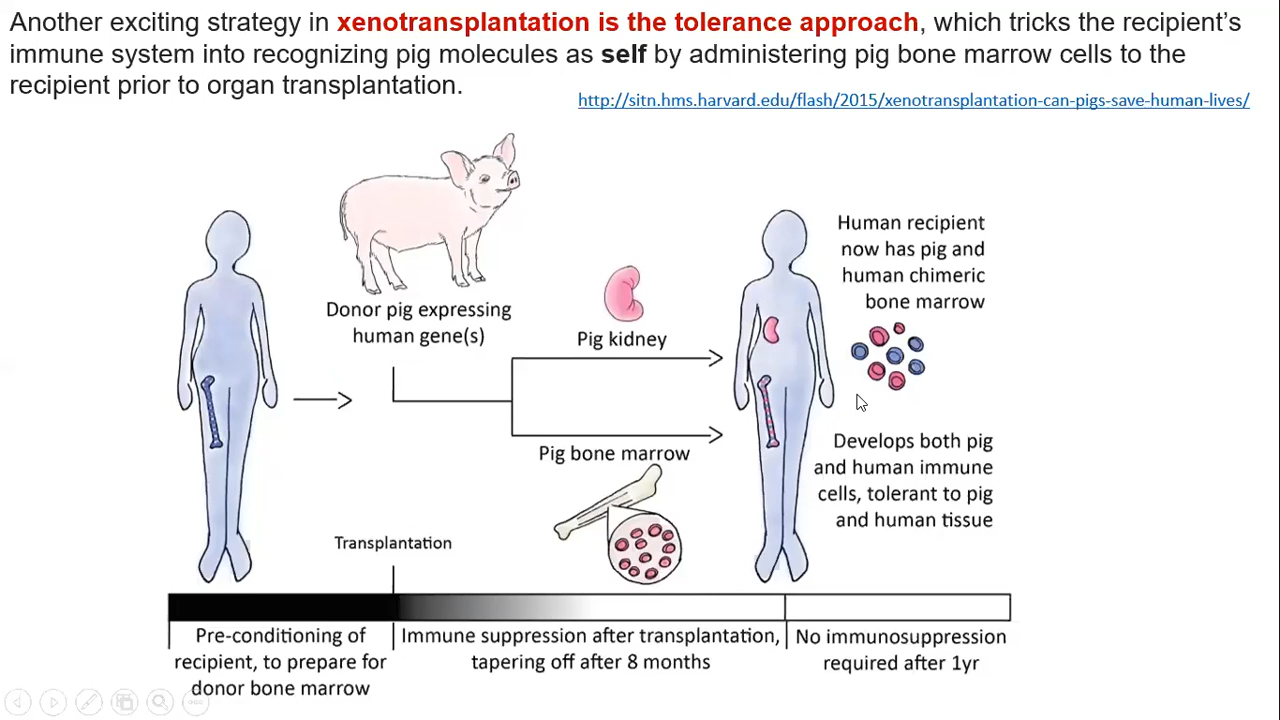 Another exciting strategy in xenotransplantation is the tolerance approach, which tricks the recipient's
immune system into recognizing pig molecules as self by administering pig bone marrow cells to the
recipient prior to organ transplantation.
http://sitn.hms.harvard.edu/flash/2015/xenotransplantation-can-pigs-save-human-lives/
Donor pig expressing
human gene(s)
Pig kidney
Pig bone marrow
Human recipient
now has pig and
human chimeric
bone marrow
Develops both pig
and human immune
cells, tolerant to pig
and human tissue
Transplantation
Pre-conditioning of
recipient, to prepare for
donor bone marrow
Immune suppression after transplantation,
tapering off after 8 months
No immunosuppression
required after 1yr